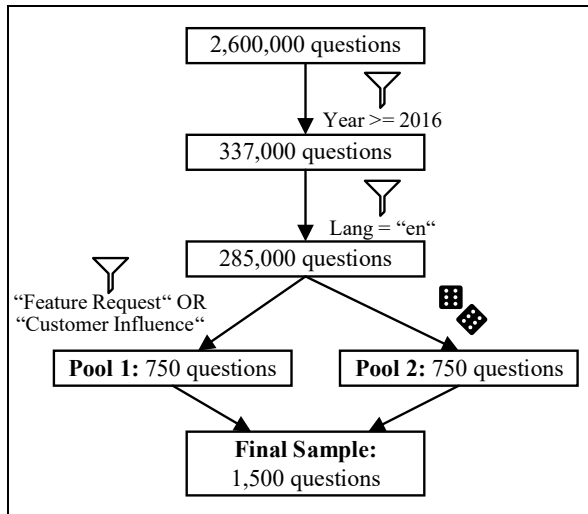 2,600,000 questions
Year >= 2016
337,000 questions
Lang = “en“
285,000 questions
“Feature Request“ OR
“Customer Influence“
Pool 1: 750 questions
Pool 2: 750 questions
Final Sample:
1,500 questions